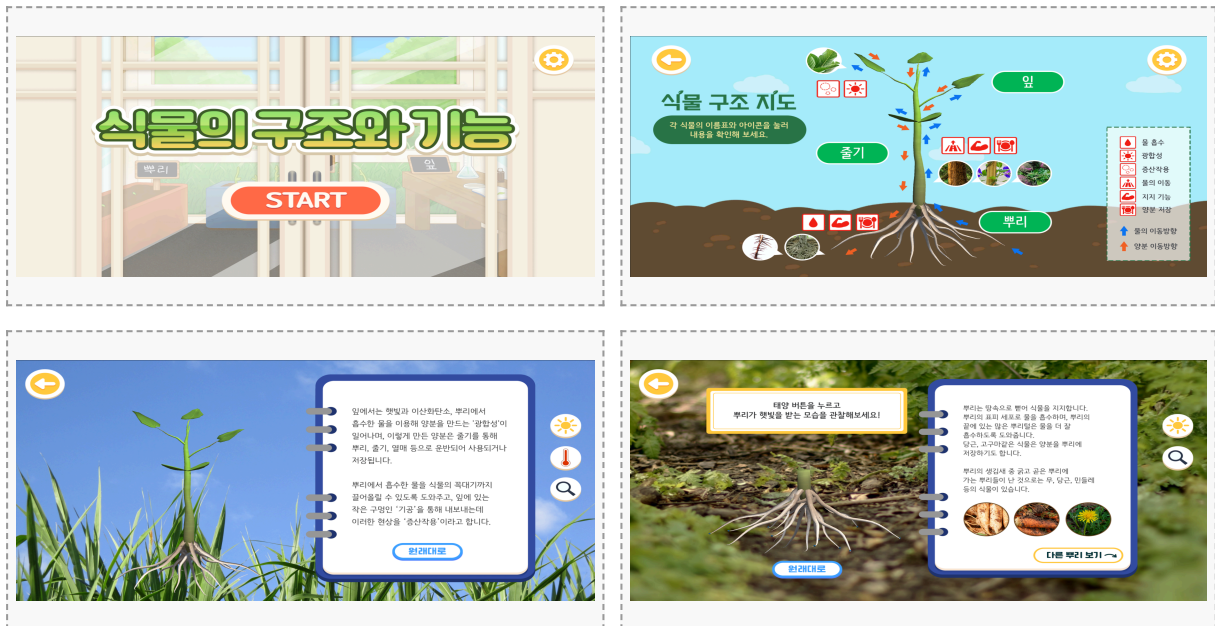 식물의 구조와 기능
뿌리
잎
START
식물 구조 지도
각 식물의 이름표와 아이콘을 눌러
내용을 확인해 보세요.
잎
줄기
뿌리
물 흡수
광합성
증산작용
물의 이동
지지 기능
양분 저장
물의 이동방향
양분 이동방향
잎에서는 햇빛과 이산화탄소, 뿌리에서
흡수한 물을 이용해 양분을 만드는 '광합성'이
일어나며, 이렇게 만든 양분은 줄기를 통해
뿌리, 줄기, 열매 등으로 운반되어 사용되거나
저장됩니다.
뿌리에서 흡수한 물을 식물의 꼭대기까지
끌어올릴 수 있도록 도와주고, 잎에 있는
작은 구멍인 '기공'을 통해 내보내는데
이러한 현상을 '증산작용'이라고 합니다.
원래대로
태양 버튼을 누르고
뿌리가 햇빛을 받는 모습을 관찰해보세요!
원래대로
뿌리는 땅속으로 뻗어 식물을 지지합니다.
뿌리의 표피 세포로 물을 흡수하며, 뿌리의
끝에 있는 많은 뿌리털은 물을 더 잘
흡수하도록 도와줍니다.
당근, 고구마같은 식물은 양분을 뿌리에
저장하기도 합니다.
뿌리의 생김새 중 굵고 곧은 뿌리에
가는 뿌리들이 난 것으로는 무, 당근, 민들레
등의 식물이 있습니다.
다른 뿌리 보기